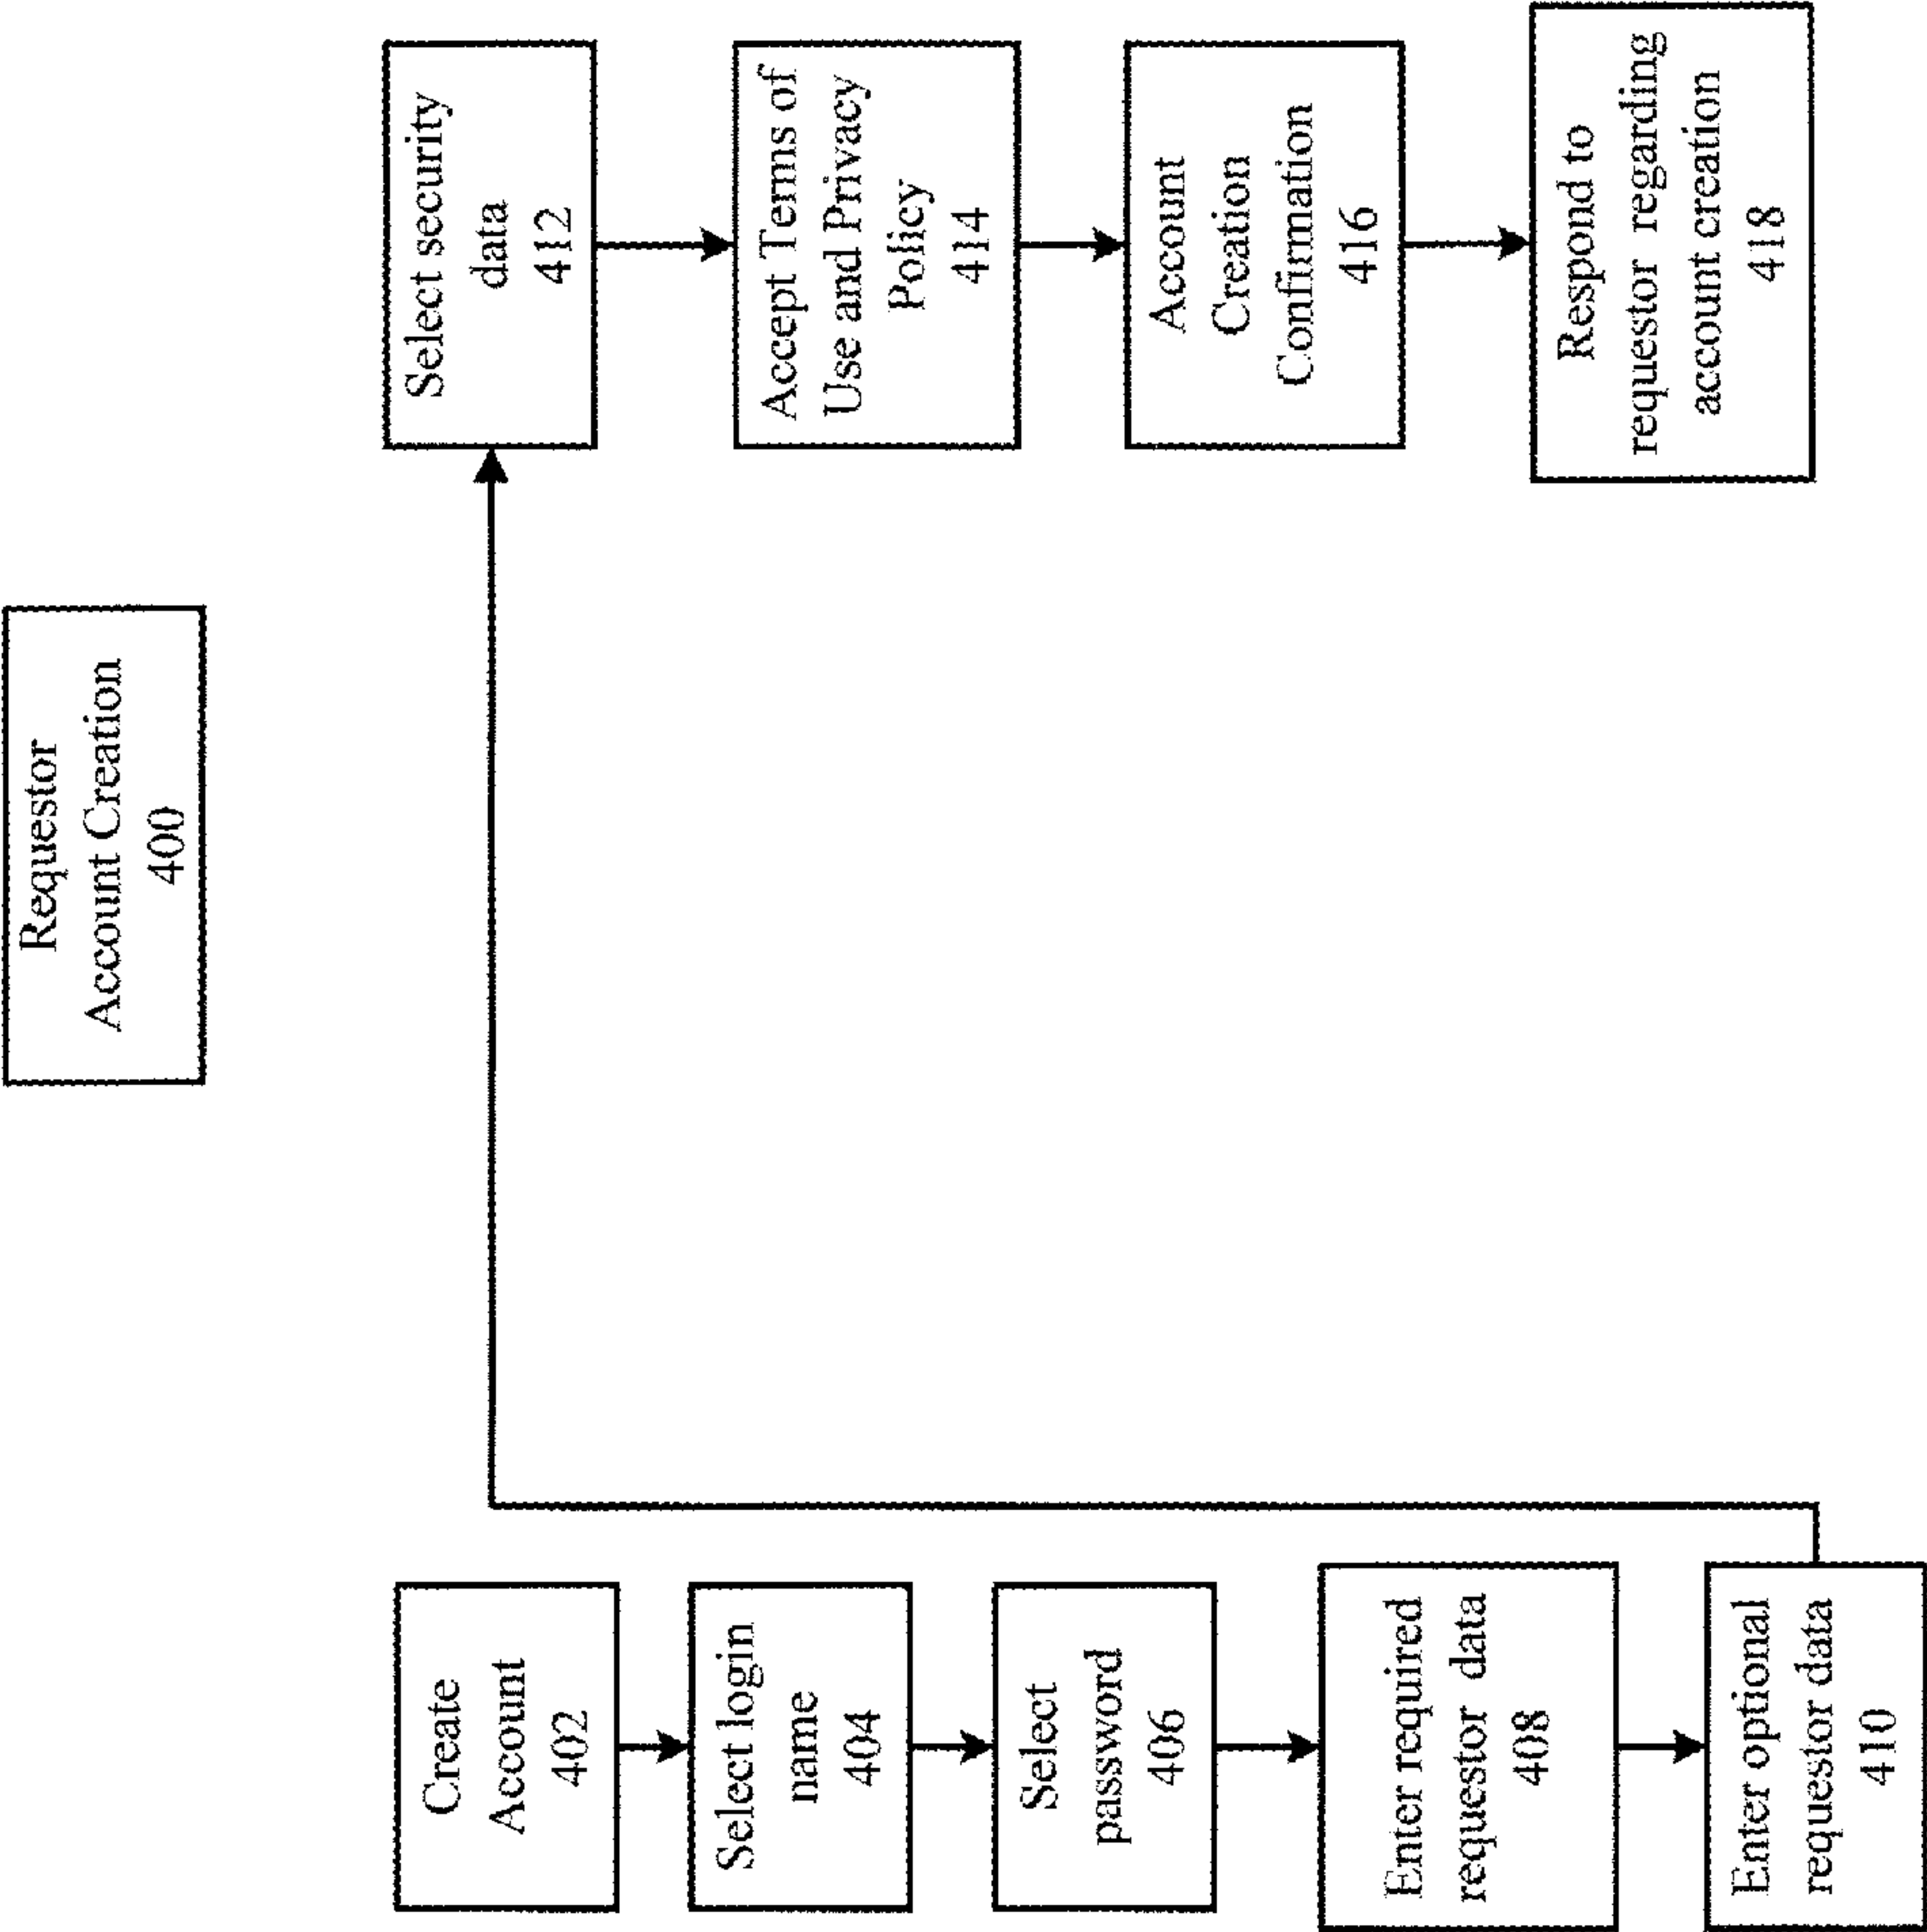 Requestor
Account Creation
400
Create
Account
402
Select login
name
404
Select
password
406
Enter required
requestor data
408
Enter optional
requestor data
410
Select security
data
412
Accept Terms of
Use and Privacy
Policy
414
Account
Creation
Confirmation
416
Respond to
requestor regarding
account creation
418